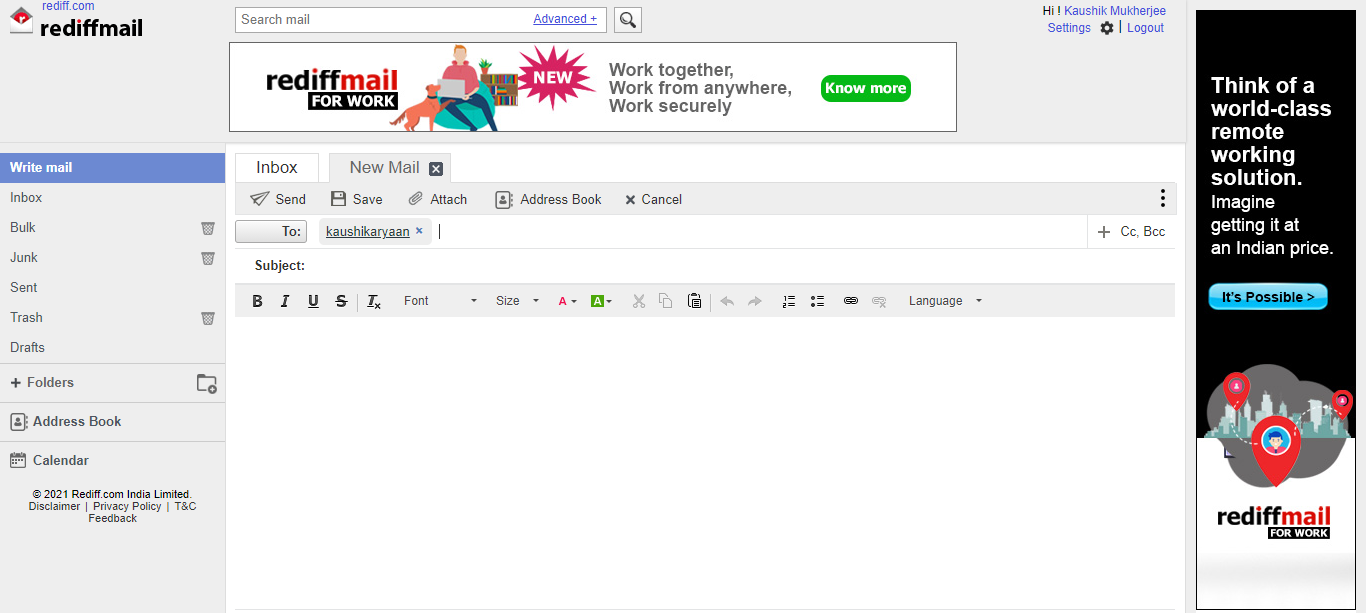 rediff.com
rediffmail
Search mail
Advanced +
Hi ! Kaushik Mukherjee
Settings | Logout
rediffmail
FOR WORK
NEW
Work together,
Work from anywhere,
Work securely
Know more
Think of a
world-class
remote
working
solution.
Imagine
getting it at
an Indian price.
It's Possible >
rediffmail
FOR WORK
Write mail
Inbox
Bulk
Junk
Sent
Trash
Drafts
+ Folders
Address Book
Calendar
© 2021 Rediff.com India Limited.
Disclaimer | Privacy Policy | T&C
Feedback
Inbox
New Mail
Send Save Attach Address Book Cancel
To: kaushikaryaan × + Cc, Bcc
Subject:
B I U S Tx Font Size A A Language